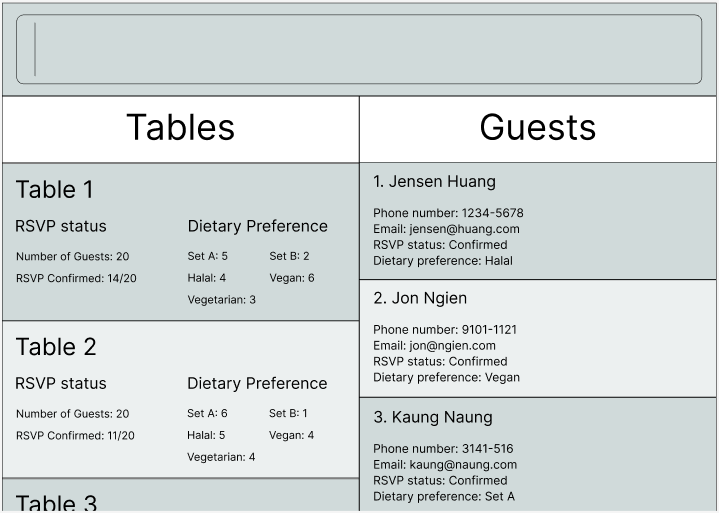 Tables
Table 1
RSVP status
Number of Guests: 20
RSVP Confirmed: 14/20
Dietary Preference
Set A: 5 Set B: 2
Halal: 4 Vegan: 6
Vegetarian: 3
Table 2
RSVP status
Number of Guests: 20
RSVP Confirmed: 11/20
Dietary Preference
Set A: 6 Set B: 1
Halal: 5 Vegan: 4
Vegetarian: 4
Table 3
Guests
1. Jensen Huang
Phone number: 1234-5678
Email: jensen@huang.com
RSVP status: Confirmed
Dietary preference: Halal
2. Jon Ngien
Phone number: 9101-1121
Email: jon@ngien.com
RSVP status: Confirmed
Dietary preference: Vegan
3. Kaung Naung
Phone number: 3141-516
Email: kaung@naung.com
RSVP status: Confirmed
Dietary preference: Set A